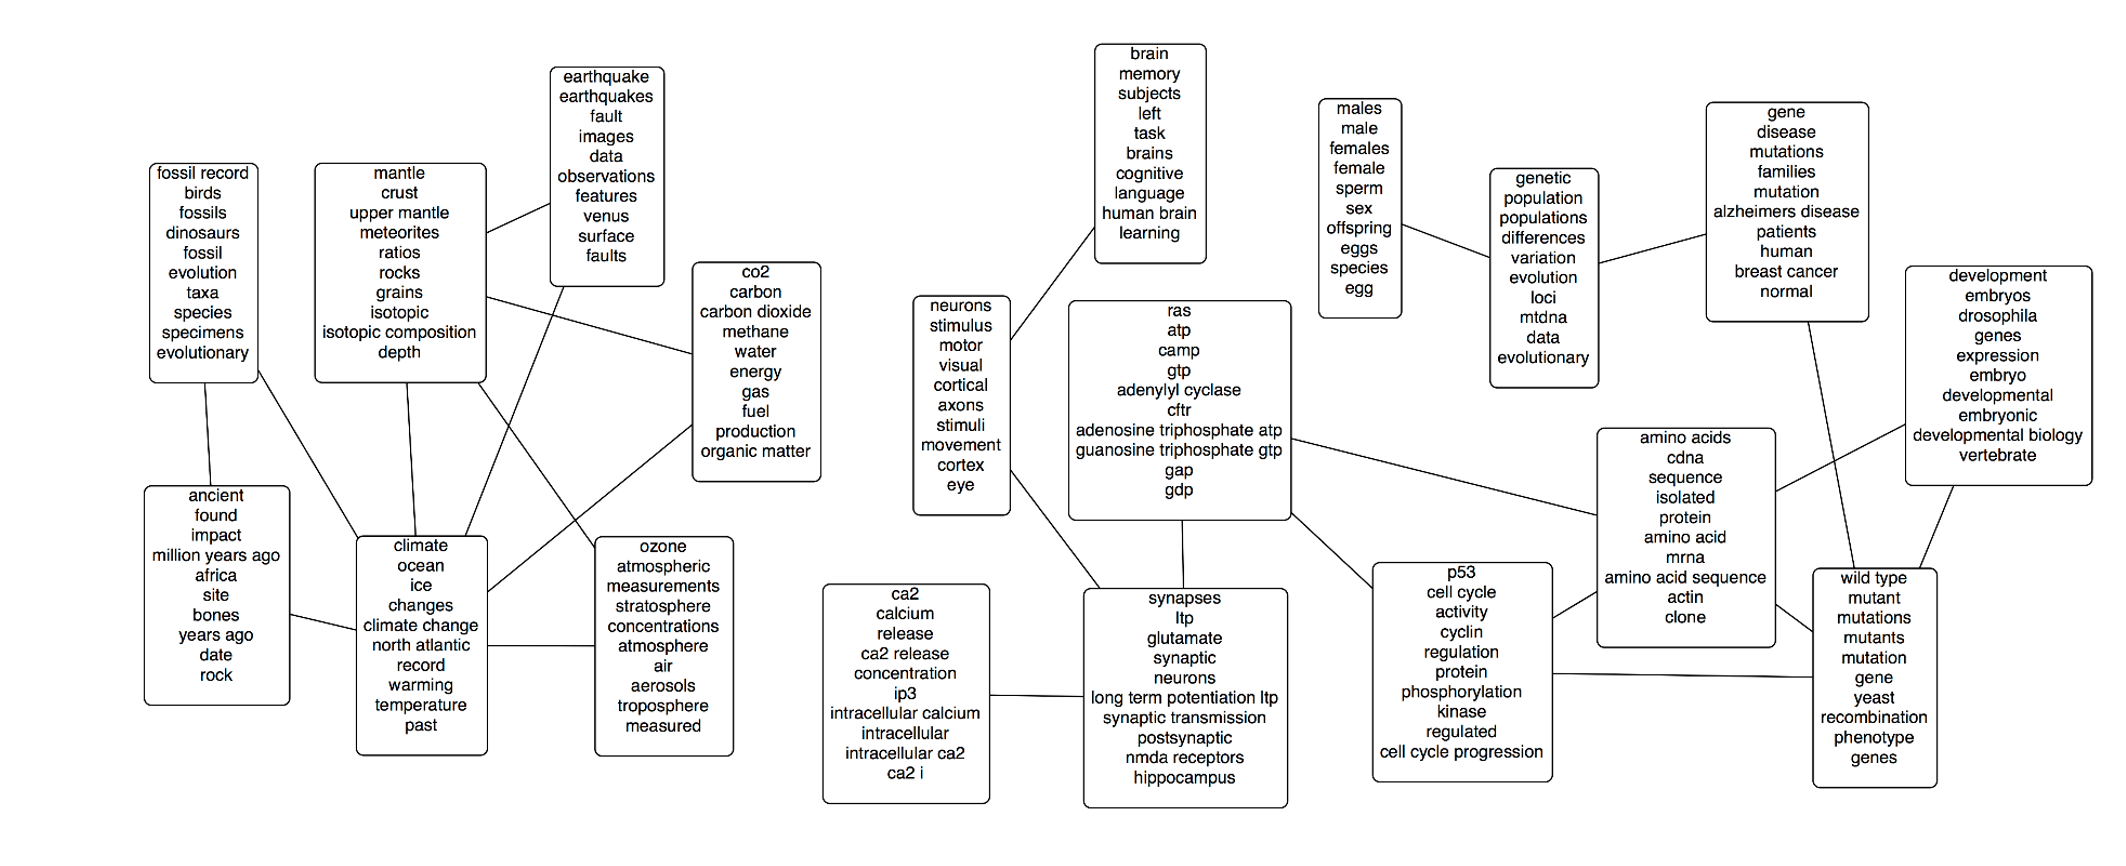 fossil record
birds
fossils
dinosaurs
fossil
evolution
taxa
species
specimens
evolutionary
mantle
crust
upper mantle
meteorites
ratios
rocks
grains
isotopic
isotopic composition
depth
earthquake
earthquakes
fault
images
data
observations
features
venus
surface
faults
co2
carbon
carbon dioxide
methane
water
energy
gas
fuel
production
organic matter
ancient
found
impact
million years ago
africa
site
bones
years ago
date
rock
climate
ocean
ice
changes
climate change
north atlantic
record
warming
temperature
past
ozone
atmospheric
measurements
stratosphere
concentrations
atmosphere
air
aerosols
troposphere
measured
brain
memory
subjects
left
task
brains
cognitive
language
human brain
learning
neurons
stimulus
motor
visual
cortical
axons
stimuli
movement
cortex
eye
ras
atp
camp
gtp
adenylyl cyclase
cftr
adenosine triphosphate atp
guanosine triphosphate gtp
gap
gdp
ca2
calcium
release
ca2 release
concentration
ip3
intracellular calcium
intracellular
intracellular ca2
ca2 i
synapses
ltp
glutamate
synaptic
neurons
long term potentiation ltp
synaptic transmission
postsynaptic
nmda receptors
hippocampus
males
male
females
female
sperm
sex
offspring
eggs
species
egg
genetic
population
populations
differences
variation
evolution
loci
mtdna
data
evolutionary
gene
disease
mutations
families
mutation
alzheimers disease
patients
human
breast cancer
normal
development
embryos
drosophila
genes
expression
embryo
developmental
embryonic
developmental biology
vertebrate
amino acids
cdna
sequence
isolated
protein
amino acid
mrna
amino acid sequence
actin
clone
p53
cell cycle
activity
cyclin
regulation
protein
phosphorylation
kinase
regulated
cell cycle progression
wild type
mutant
mutations
mutants
mutation
gene
yeast
recombination
phenotype
genes